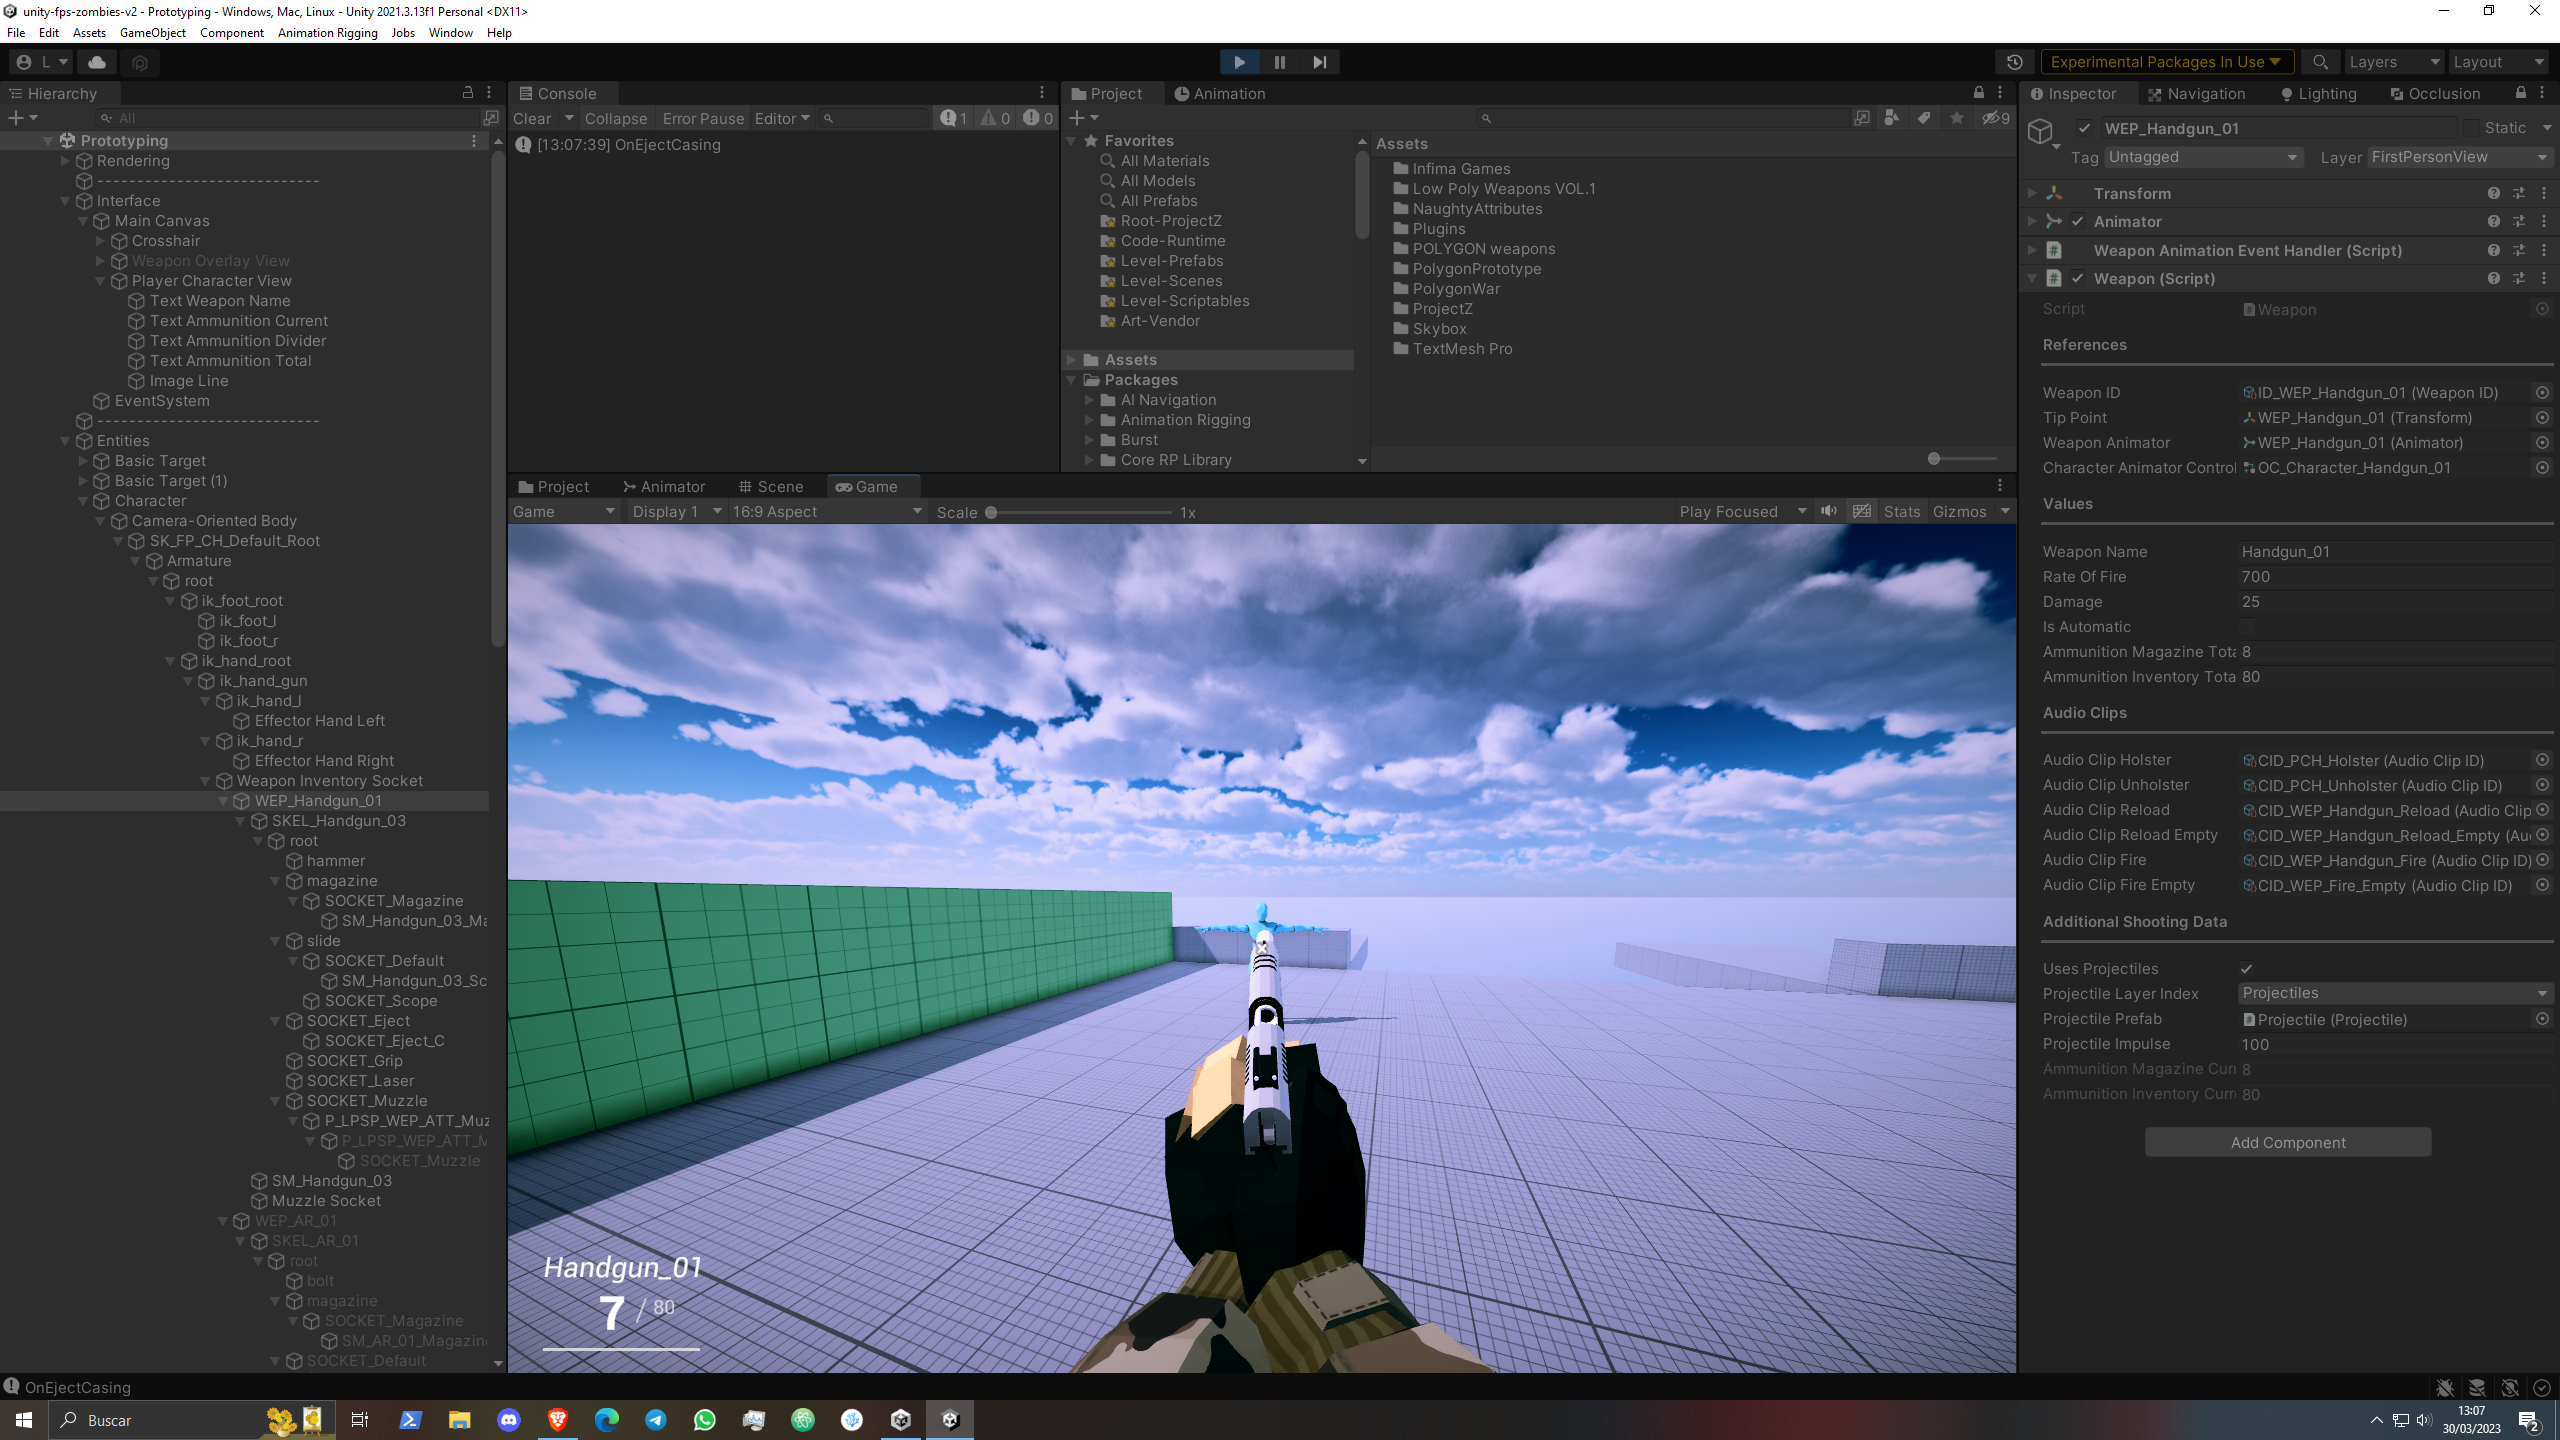 unity-fps-zombies-v2 - Prototyping - Windows, Mac, Linux - Unity 2021.3.13f1 Personal <DX11>
File Edit Assets GameObject Component Animation Rigging Jobs Window Help
L
Experimental Packages In Use
Layers
Layout
Hierarchy
All
Prototyping
Rendering
----------------------------
Interface
Main Canvas
Crosshair
Weapon Overlay View
Player Character View
Text Weapon Name
Text Ammunition Current
Text Ammunition Divider
Text Ammunition Total
Image Line
EventSystem
----------------------------
Entities
Basic Target
Basic Target (1)
Character
Camera-Oriented Body
SK_FP_CH_Default_Root
Armature
root
ik_foot_root
ik_foot_l
ik_foot_r
ik_hand_root
ik_hand_gun
ik_hand_l
Effector Hand Left
ik_hand_r
Effector Hand Right
Weapon Inventory Socket
WEP_Handgun_01
SKEL_Handgun_03
root
hammer
magazine
SOCKET_Magazine
SM_Handgun_03_Ma
slide
SOCKET_Default
SM_Handgun_03_Sc
SOCKET_Scope
SOCKET_Eject
SOCKET_Eject_C
SOCKET_Grip
SOCKET_Laser
SOCKET_Muzzle
P_LPSP_WEP_ATT_Muz
P_LPSP_WEP_ATT_M
SOCKET_Muzzle
SM_Handgun_03
Muzzle Socket
WEP_AR_01
SKEL_AR_01
root
bolt
magazine
SOCKET_Magazine
SM_AR_01_Magazin
SOCKET_Default
Console
Clear Collapse Error Pause Editor 1 0 0
[13:07:39] OnEjectCasing
Project Animation
9
Favorites
All Materials
All Models
All Prefabs
Root-ProjectZ
Code-Runtime
Level-Prefabs
Level-Scenes
Level-Scriptables
Art-Vendor
Assets
Packages
AI Navigation
Animation Rigging
Burst
Core RP Library
Assets
Infima Games
Low Poly Weapons VOL.1
NaughtyAttributes
Plugins
POLYGON weapons
PolygonPrototype
PolygonWar
ProjectZ
Skybox
TextMesh Pro
Project Animator Scene Game
Game Display 1 16:9 Aspect Scale 1x Play Focused Stats Gizmos
Handgun_01
7 / 80
Inspector Navigation Lighting Occlusion
WEP_Handgun_01 Static
Tag Untagged Layer FirstPersonView
Transform
Animator
Weapon Animation Event Handler (Script)
Weapon (Script)
Script Weapon
References
Weapon ID ID_WEP_Handgun_01 (Weapon ID)
Tip Point WEP_Handgun_01 (Transform)
Weapon Animator WEP_Handgun_01 (Animator)
Character Animator Control OC_Character_Handgun_01
Values
Weapon Name Handgun_01
Rate Of Fire 700
Damage 25
Is Automatic
Ammunition Magazine Tota 8
Ammunition Inventory Tota 80
Audio Clips
Audio Clip Holster CID_PCH_Holster (Audio Clip ID)
Audio Clip Unholster CID_PCH_Unholster (Audio Clip ID)
Audio Clip Reload CID_WEP_Handgun_Reload (Audio Clip
Audio Clip Reload Empty CID_WEP_Handgun_Reload_Empty (Au
Audio Clip Fire CID_WEP_Handgun_Fire (Audio Clip ID)
Audio Clip Fire Empty CID_WEP_Fire_Empty (Audio Clip ID)
Additional Shooting Data
Uses Projectiles
Projectile Layer Index Projectiles
Projectile Prefab Projectile (Projectile)
Projectile Impulse 100
Ammunition Magazine Curr 8
Ammunition Inventory Curr 80
Add Component
OnEjectCasing
Buscar
13:07
30/03/2023
2